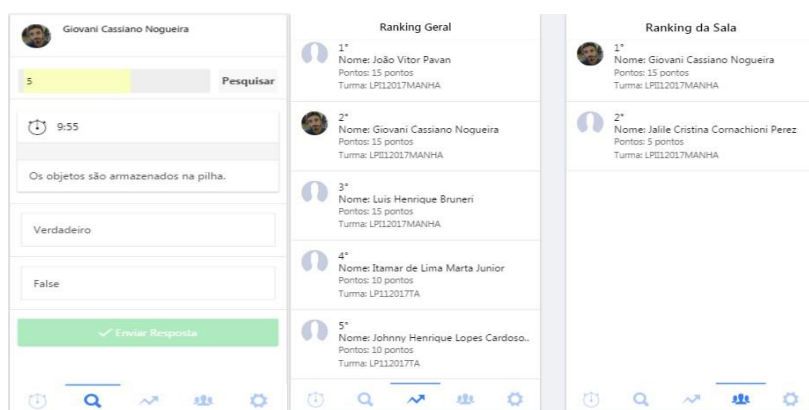 Giovani Cassiano Nogueira
5
Pesquisar
9:55
Os objetos são armazenados na pilha.
Verdadeiro
False
✓ Enviar Resposta
Ranking Geral
1°
Nome: João Vitor Pavan
Pontos: 15 pontos
Turma: LPI12017MANHA
2°
Nome: Giovani Cassiano Nogueira
Pontos: 15 pontos
Turma: LPII2017MANHA
3°
Nome: Luis Henrique Bruneri
Pontos: 15 pontos
Turma: LPI12017MANHA
4°
Nome: Itamar de Lima Marta Junior
Pontos: 10 pontos
Turma: LP112017TA
5°
Nome: Johnny Henrique Lopes Cardoso..
Pontos: 10 pontos
Turma: LP112017TA
Ranking da Sala
1°
Nome: Giovani Cassiano Nogueira
Pontos: 15 pontos
Turma: LPII2017MANHA
2°
Nome: Jalile Cristina Cornachioni Perez
Pontos: 5 pontos
Turma: LPII2017MANHA